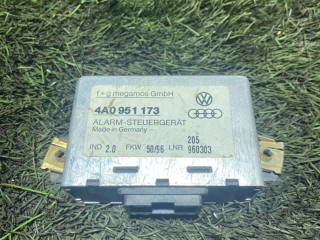 f+g megamos GmbH
4A0 951 173
ALARM-STEUERGERÄT
Made in Germany
205
IND 2.0 FKW 50/96 LNR 960303